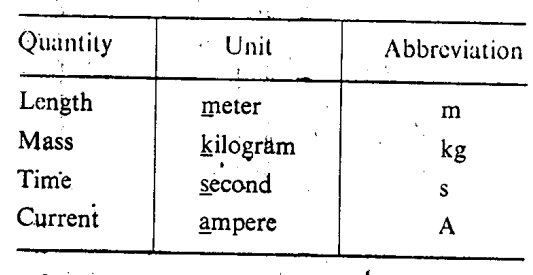 Quantity Unit Abbreviation
Length meter m
Mass kilogram kg
Time second s
Current ampere A